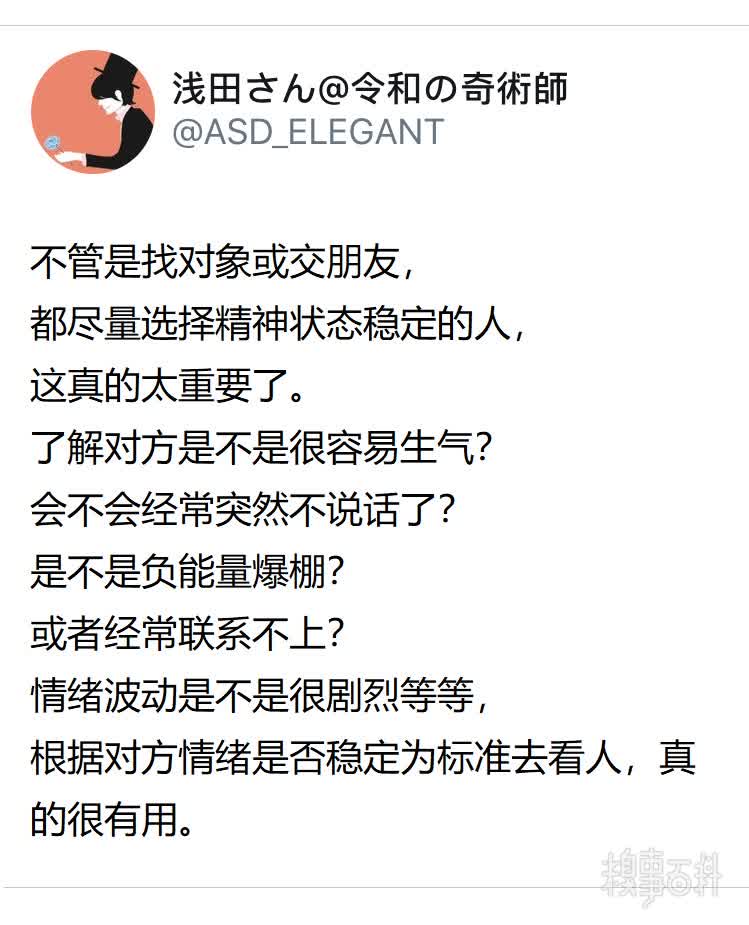 浅田さん@令和の奇術師
@ASD_ELEGANT
不管是找对象或交朋友，
都尽量选择精神状态稳定的人，
这真的太重要了。
了解对方是不是很容易生气？
会不会经常突然不说话了？
是不是负能量爆棚？
或者经常联系不上？
情绪波动是不是很剧烈等等，
根据对方情绪是否稳定为标准去看人，真
的很有用。
糗事百科